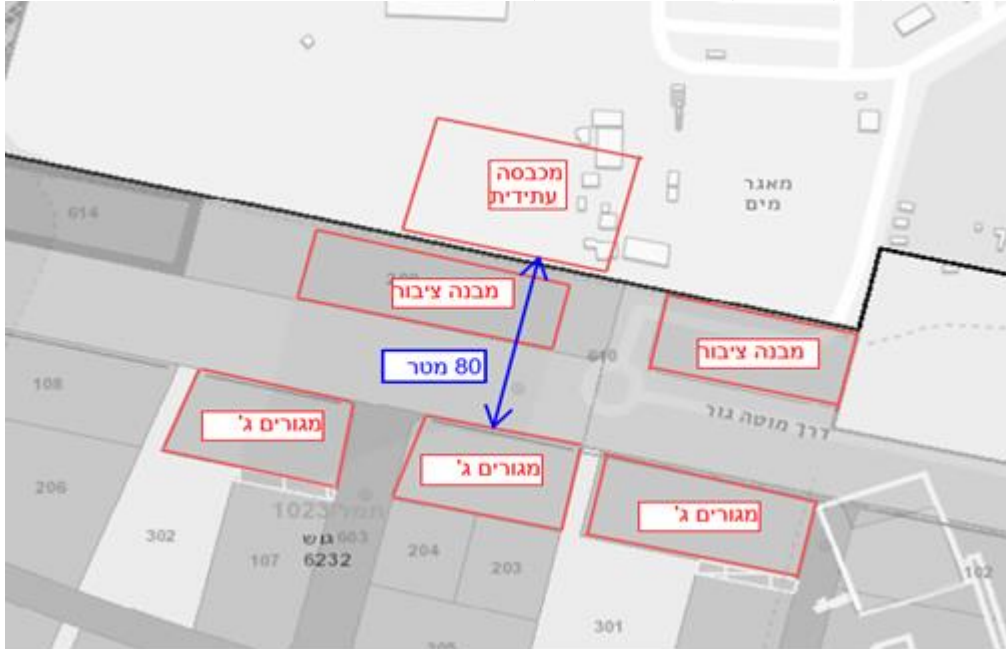 מכבסה
עתידית
מאגר
מים
614
מבנה ציבור
מבנה ציבור
610
80 מטר
108
דרך מוטה גור
מגורים ג'
מגורים ג'
מגורים ג'
206
302
107
גוש
6232
603
204
203
301
102